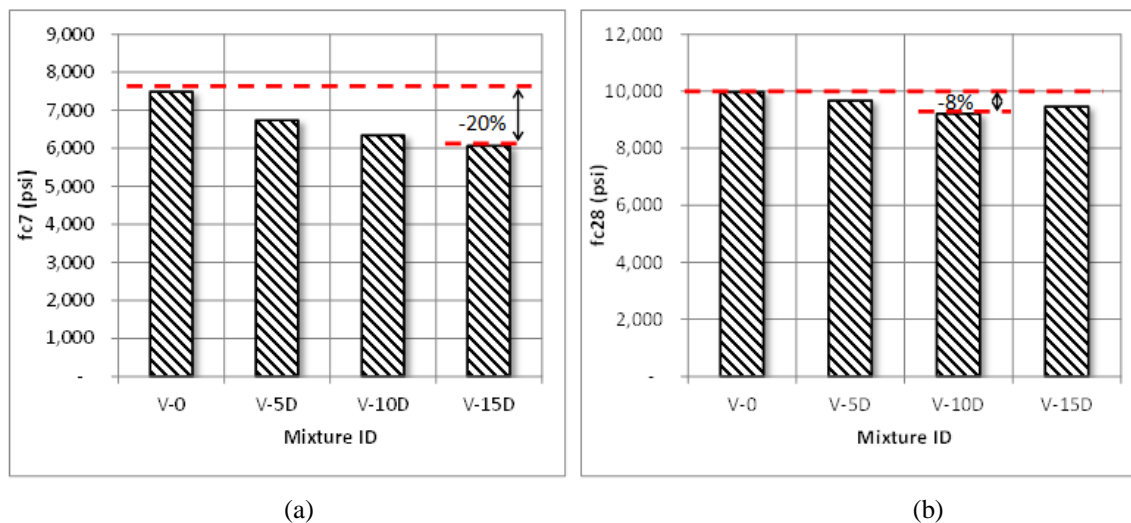 9,000
8,000
7,000
6,000
5,000
4,000
3,000
2,000
1,000
-
fc7 (psi)
-20%
V-0 V-5D V-10D V-15D
Mixture ID
12,000
10,000
8,000
6,000
4,000
2,000
-
fc28 (psi)
-8%
V-0 V-5D V-10D V-15D
Mixture ID
(a) (b)